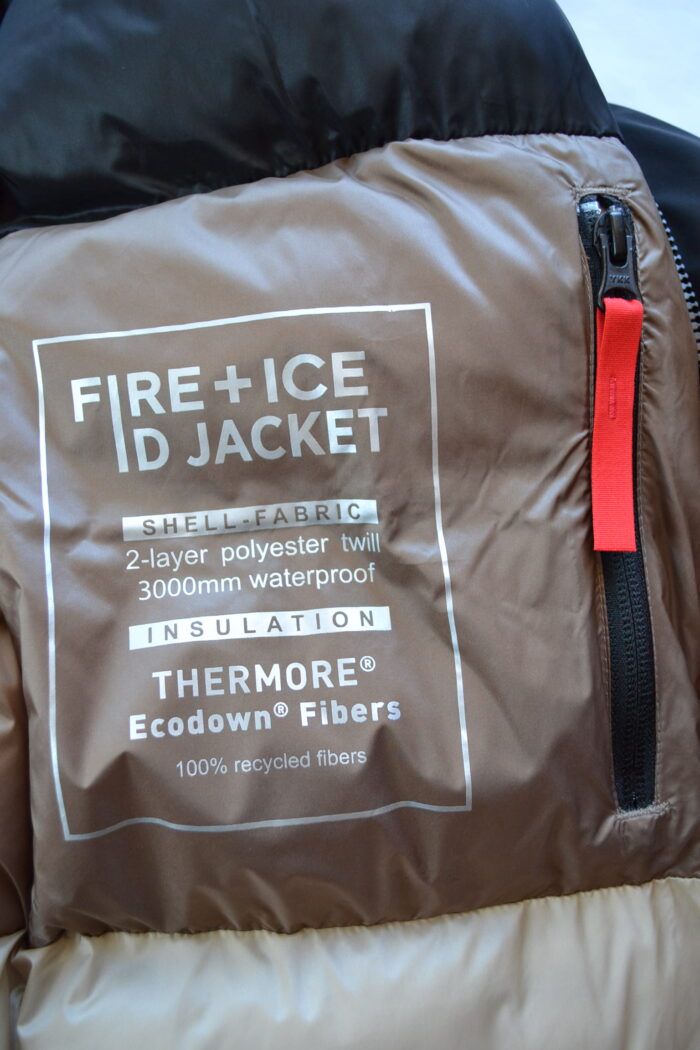 FIRE+ICE
ID JACKET
SHELL-FABRIC
2-layer polyester twill
3000mm waterproof
INSULATION
THERMORE®
Ecodown® Fibers
100% recycled fibers
YKK